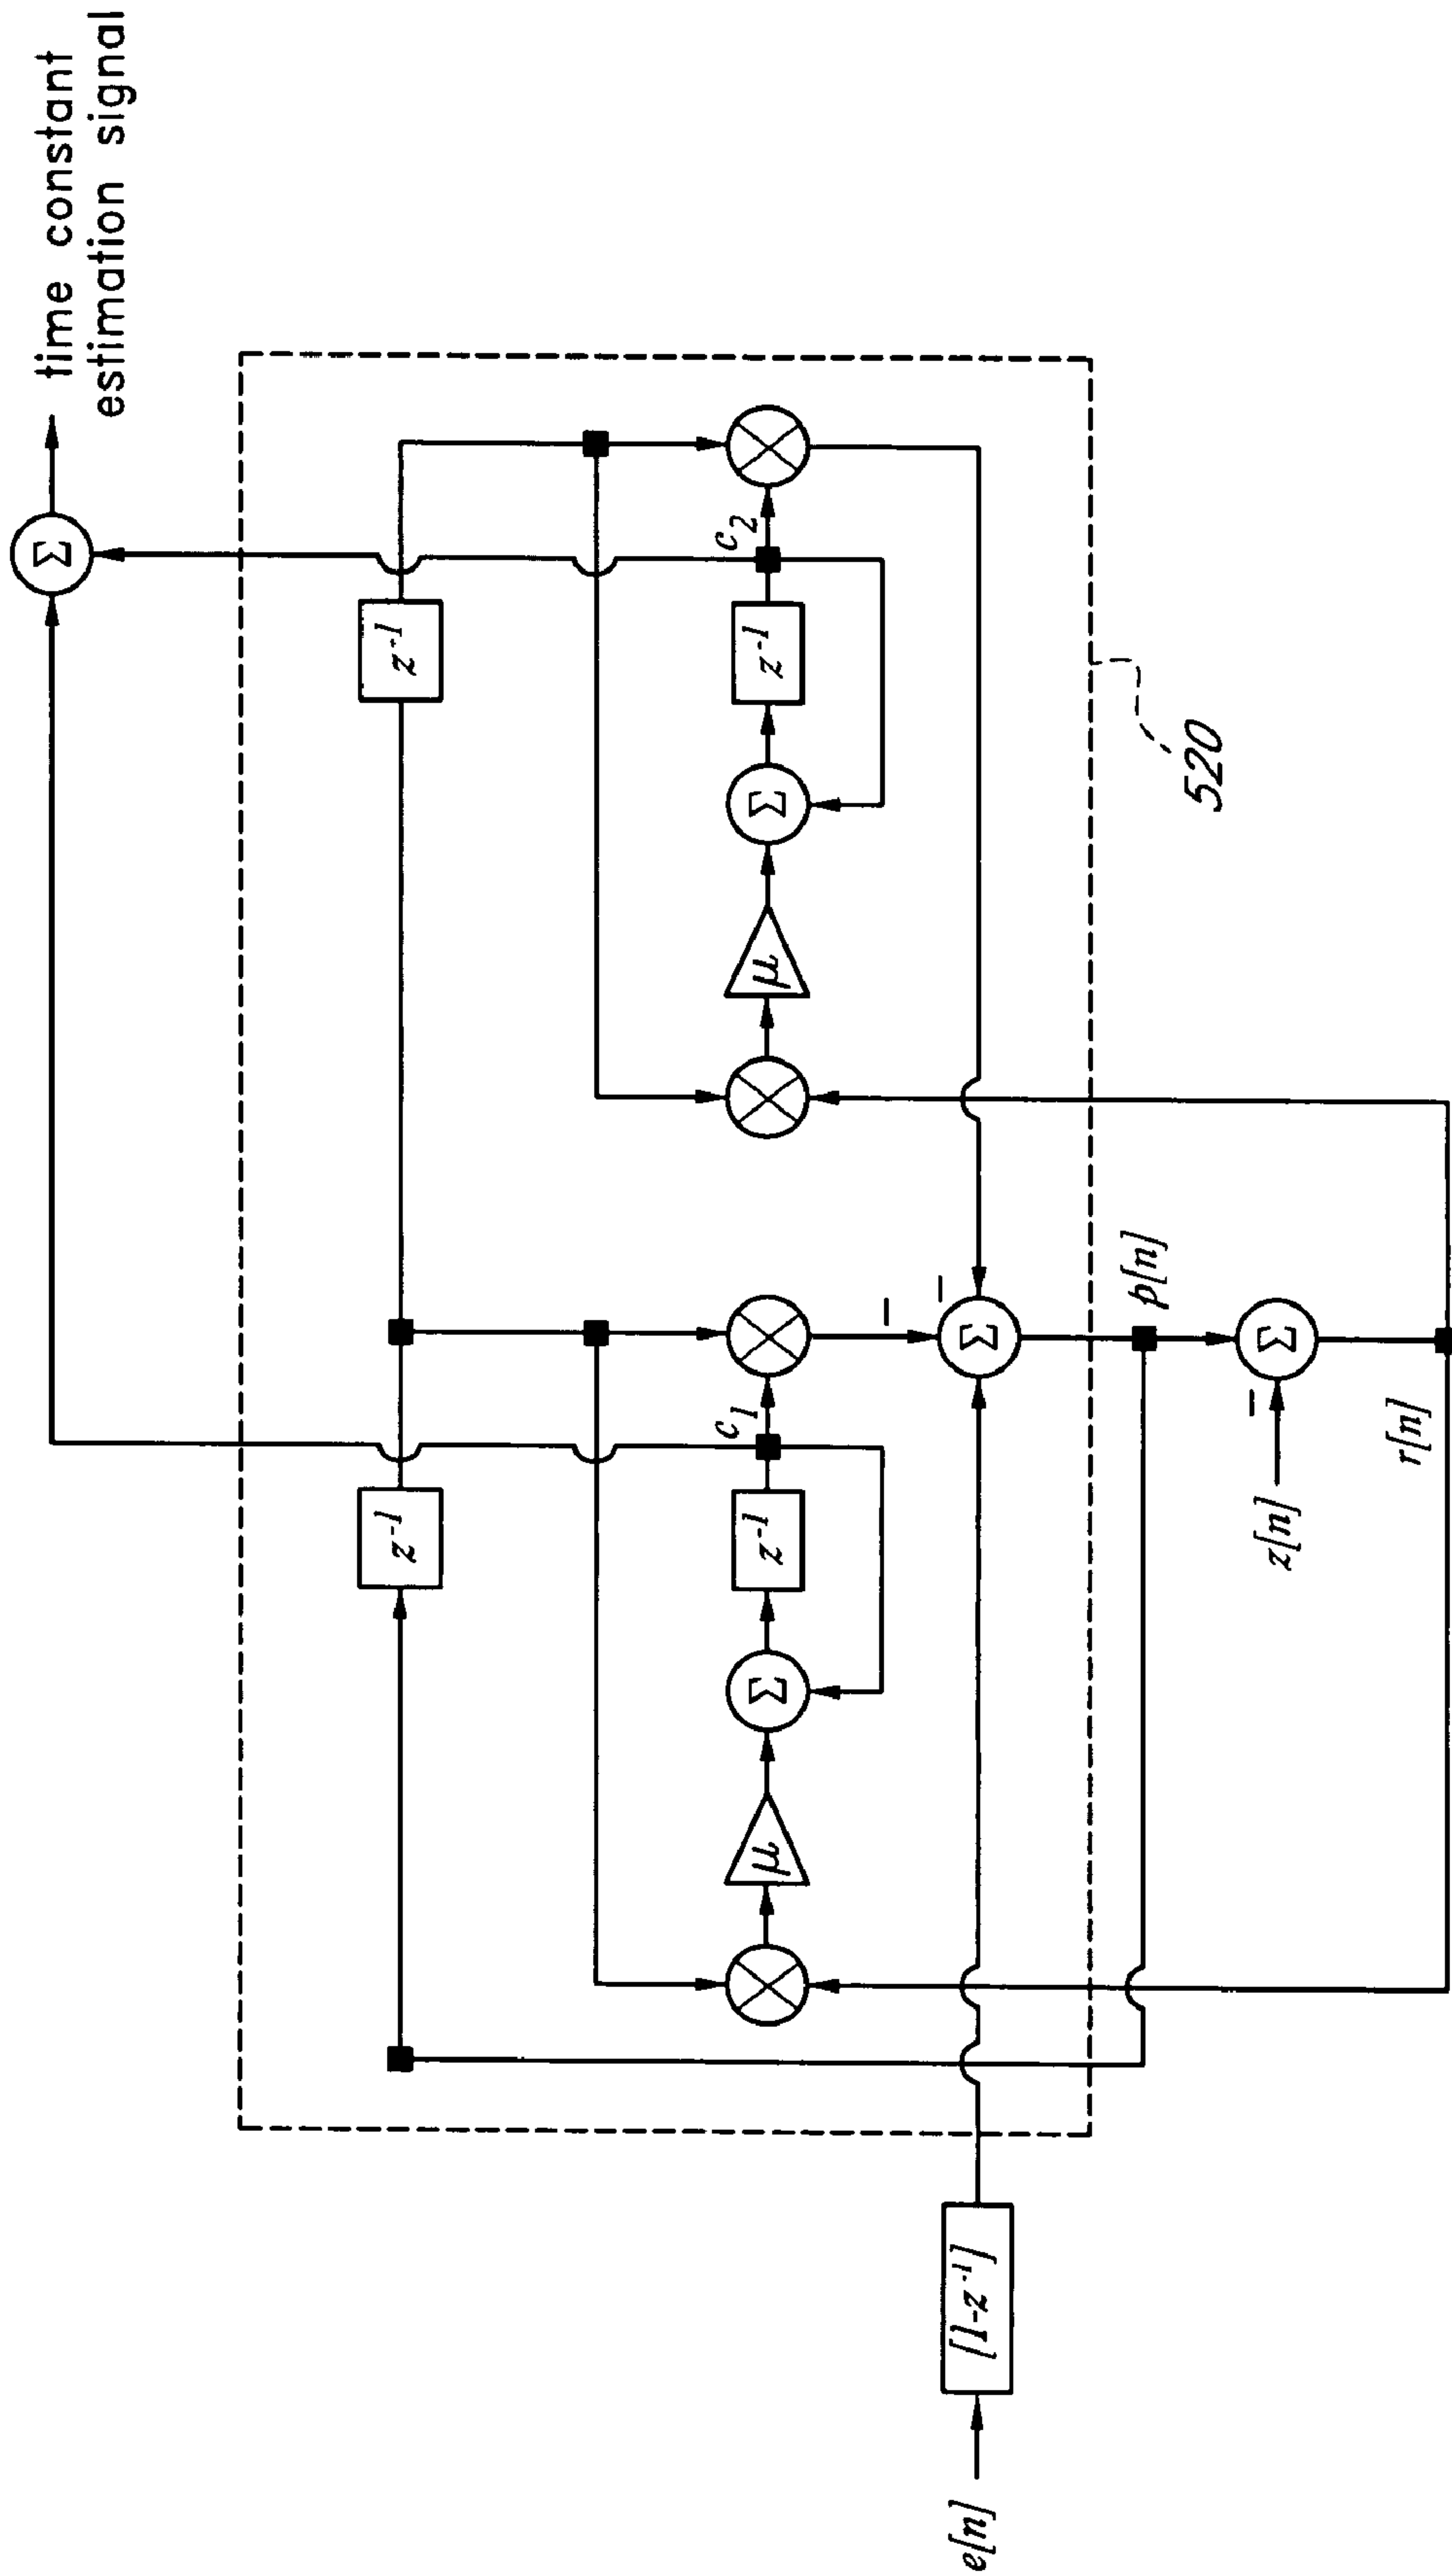 time constant
estimation signal
Σ
z⁻¹
z⁻¹
c₁
c₂
μ
Σ
z⁻¹
μ
Σ
z⁻¹
e[n]
[1-z⁻¹]
−
−
Σ
520
p[n]
z[n]
−
Σ
r[n]